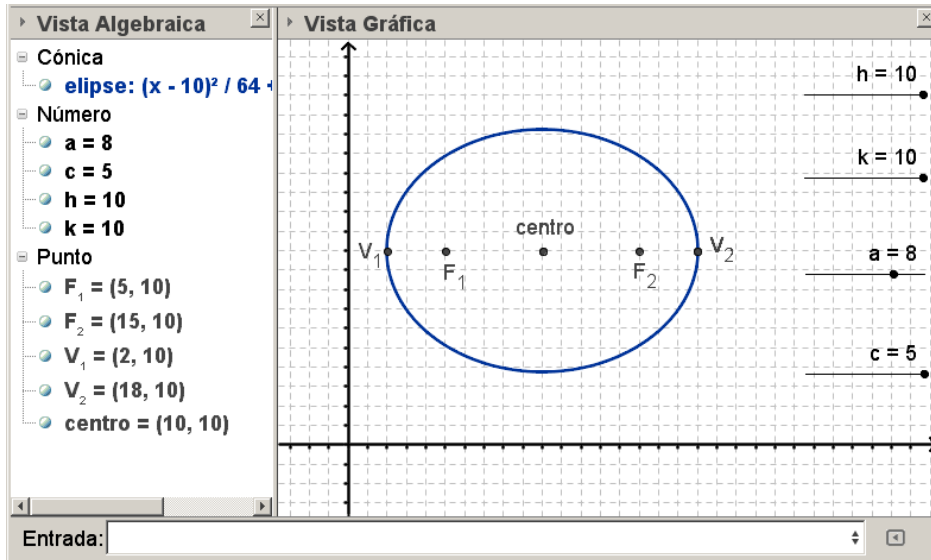 Vista Algebraica
Cónica
elipse: (x - 10)² / 64 +
Número
a = 8
c = 5
h = 10
k = 10
Punto
F₁ = (5, 10)
F₂ = (15, 10)
V₁ = (2, 10)
V₂ = (18, 10)
centro = (10, 10)
Vista Gráfica
h = 10
k = 10
centro
V₁
F₁
F₂
V₂
a = 8
c = 5
Entrada: